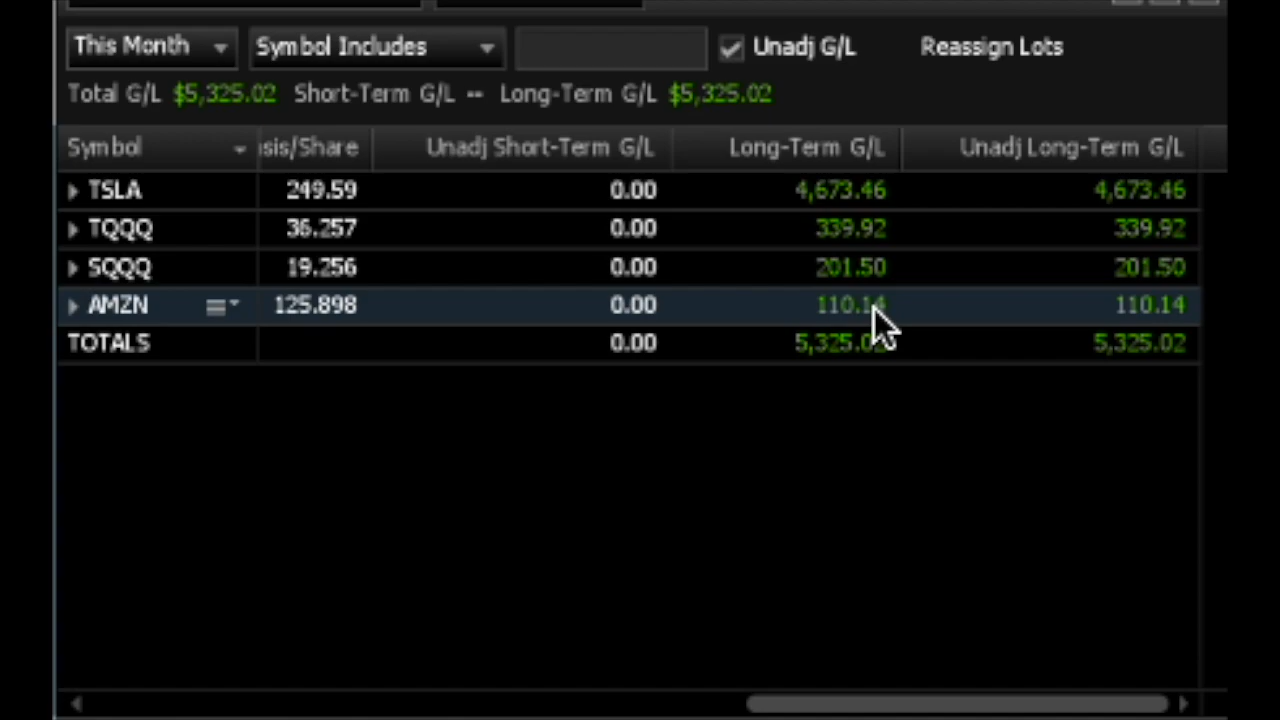 This Month Symbol Includes Unadj G/L Reassign Lots
Total G/L $5,325.02 Short-Term G/L -- Long-Term G/L $5,325.02
Symbol sis/Share Unadj Short-Term G/L Long-Term G/L Unadj Long-Term G/L
TSLA 249.59 0.00 4,673.46 4,673.46
TQQQ 36.257 0.00 339.92 339.92
SQQQ 19.256 0.00 201.50 201.50
AMZN 125.898 0.00 110.14 110.14
TOTALS 0.00 5,325.02 5,325.02